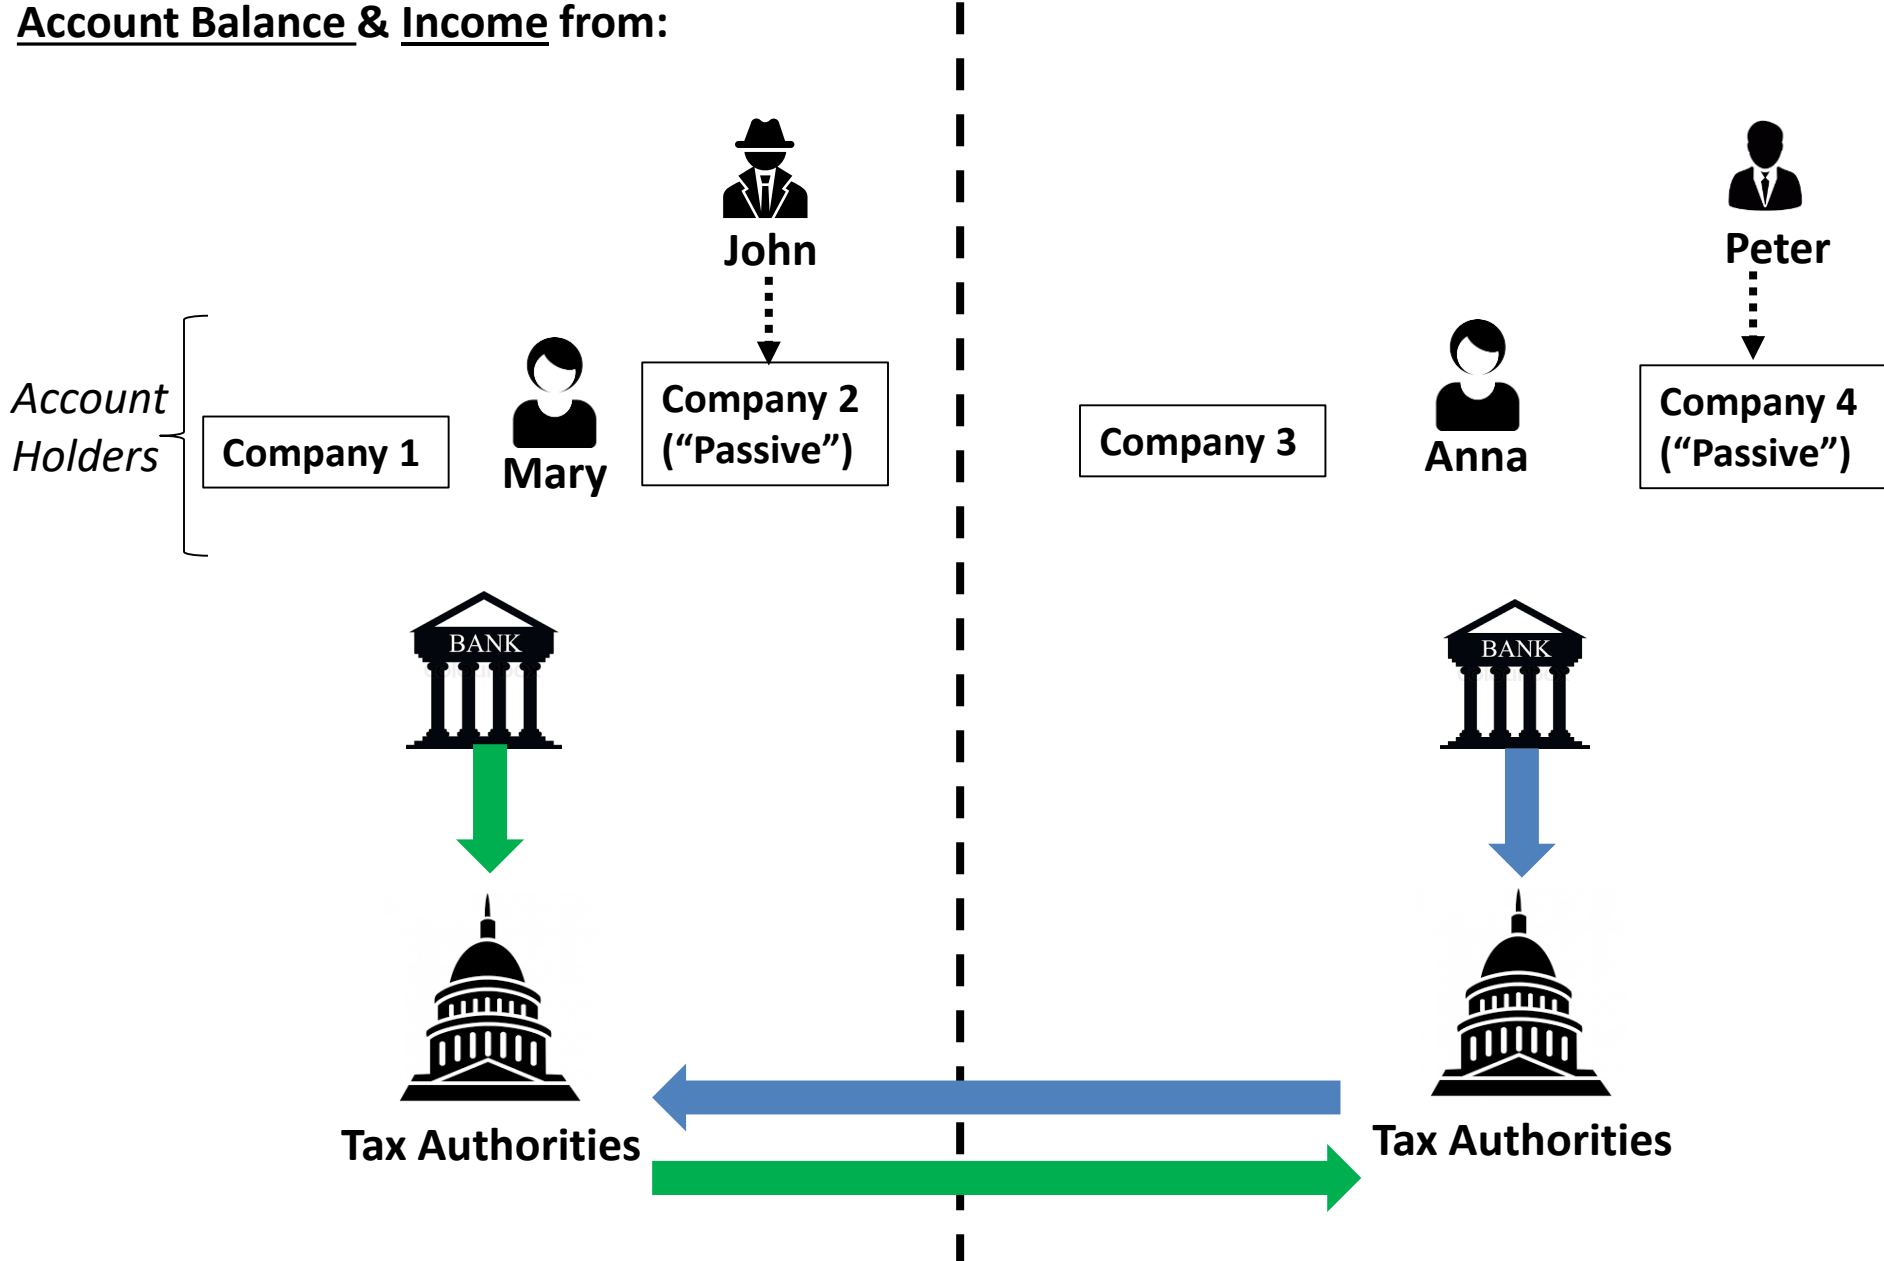 Account Balance & Income from:
John
Peter
Account
Holders
Company 1
Mary
Company 2
(“Passive”)
Company 3
Anna
Company 4
(“Passive”)
BANK
BANK
Tax Authorities
Tax Authorities